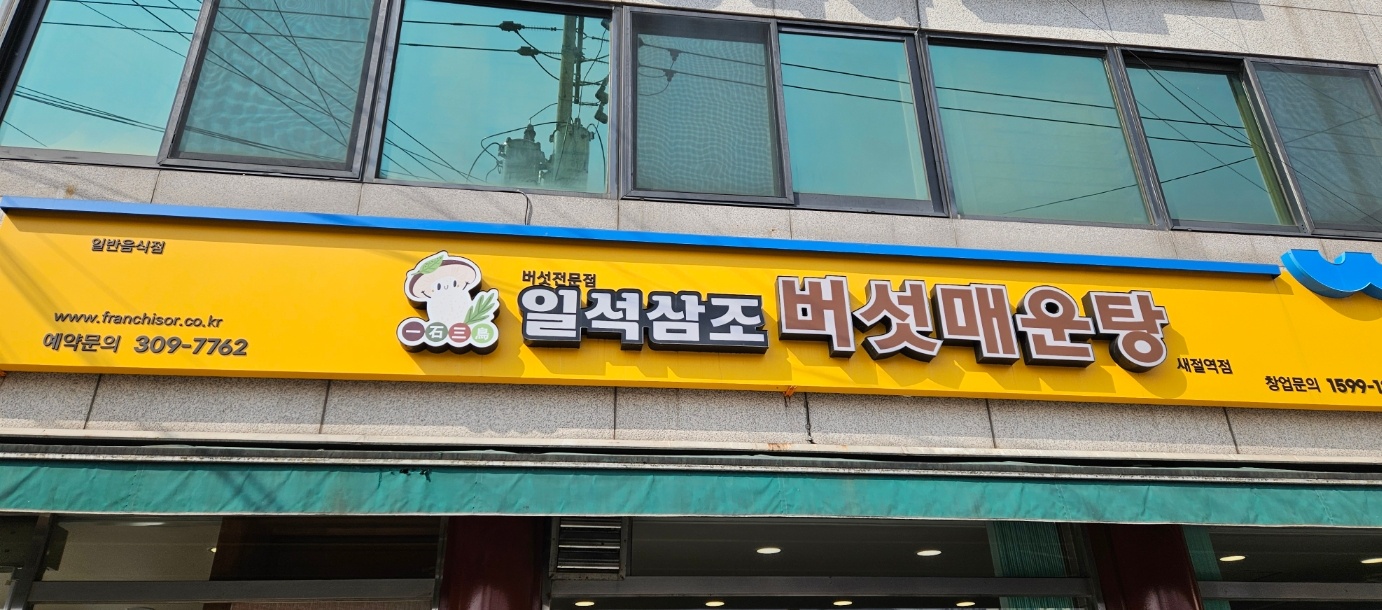 일반음식점
www.franchisor.co.kr
예약문의 309-7762
一石三鳥
버섯전문점
일석삼조 버섯매운탕
새절역점
창업문의 1599-1